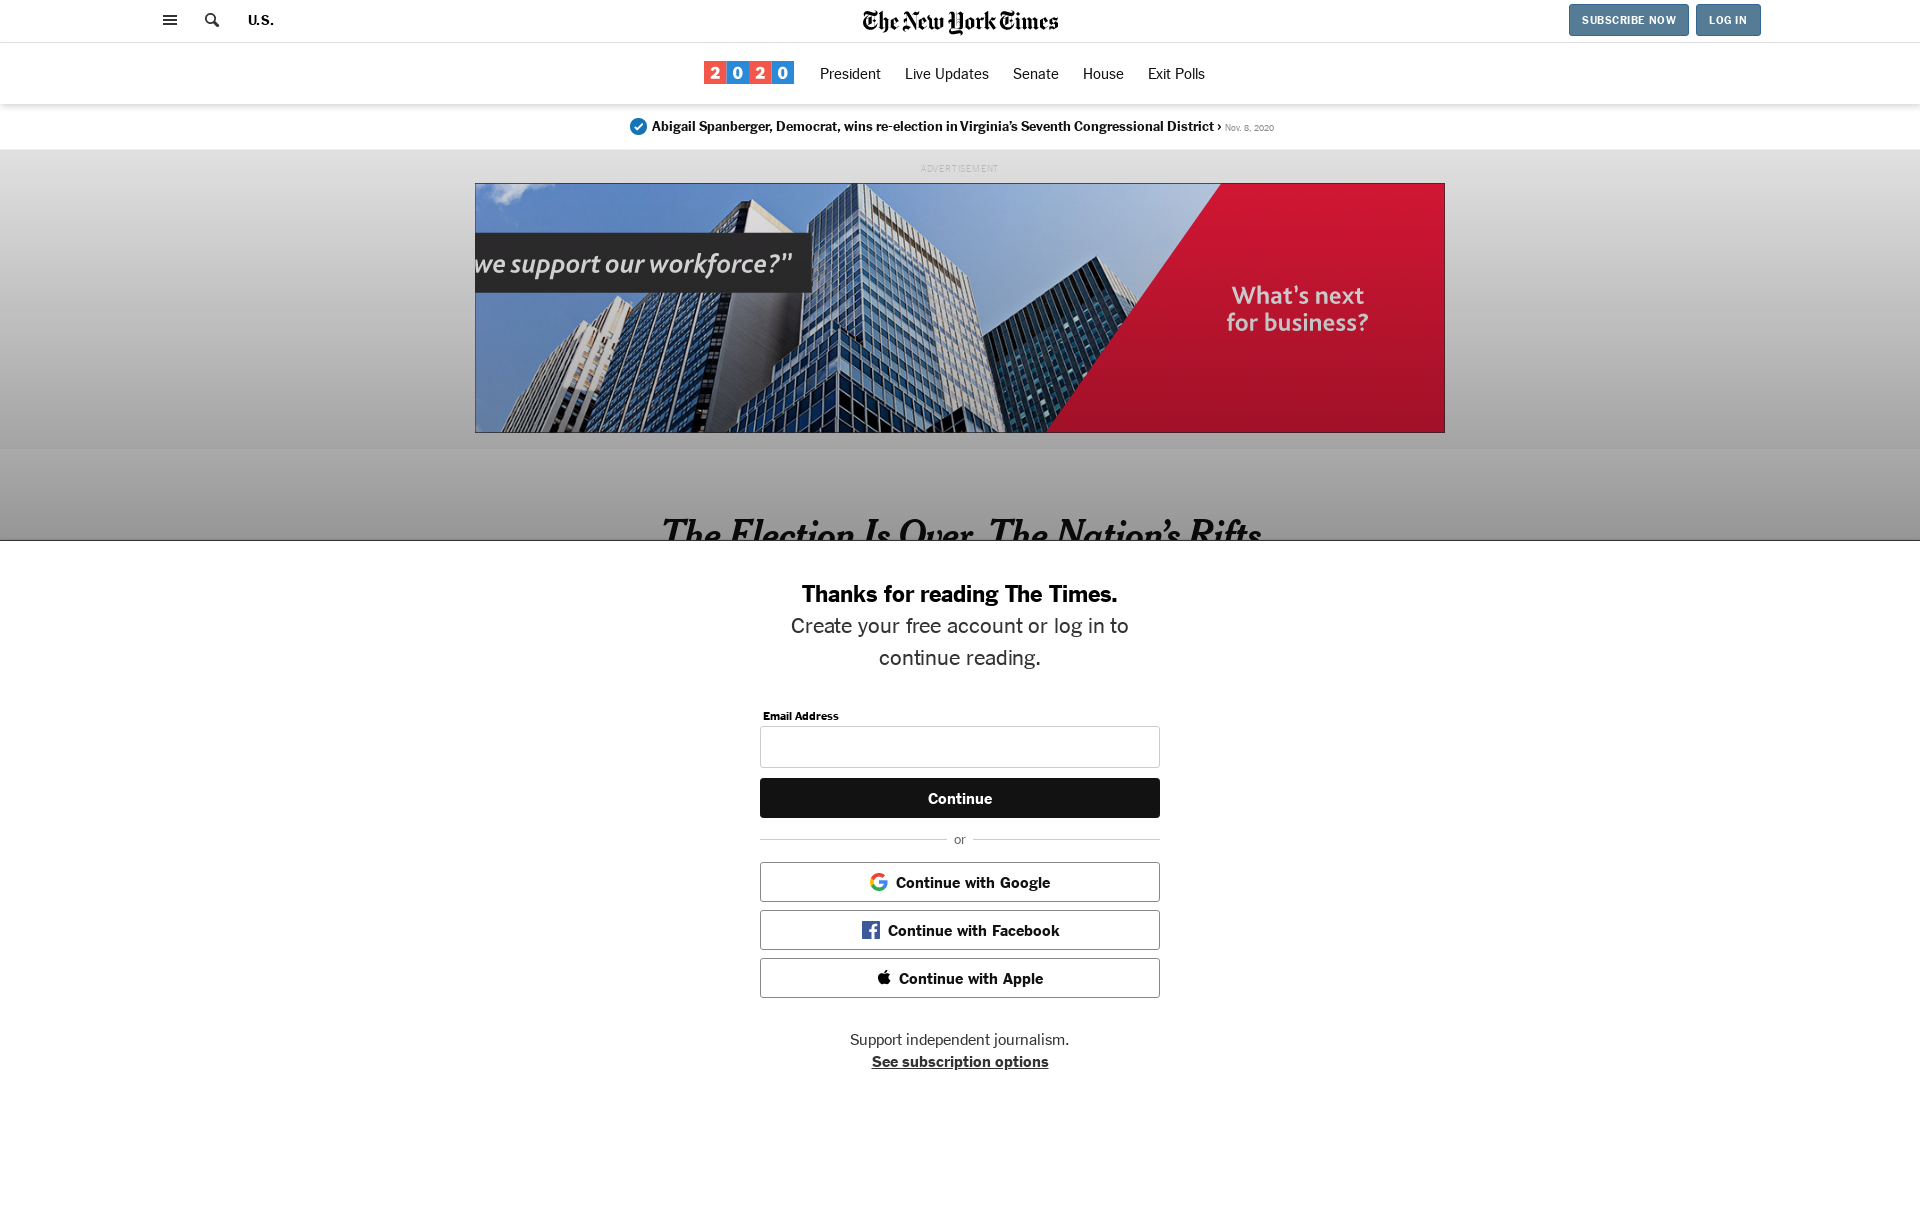 U.S.
The New York Times
SUBSCRIBE NOW
LOG IN
2020
President
Live Updates
Senate
House
Exit Polls
Abigail Spanberger, Democrat, wins re-election in Virginia’s Seventh Congressional District › Nov. 8, 2020
ADVERTISEMENT
we support our workforce?”
What’s next
for business?
The Election Is Over. The Nation’s Rifts
Thanks for reading The Times.
Create your free account or log in to
continue reading.
Email Address
Continue
or
Continue with Google
Continue with Facebook
Continue with Apple
Support independent journalism.
See subscription options